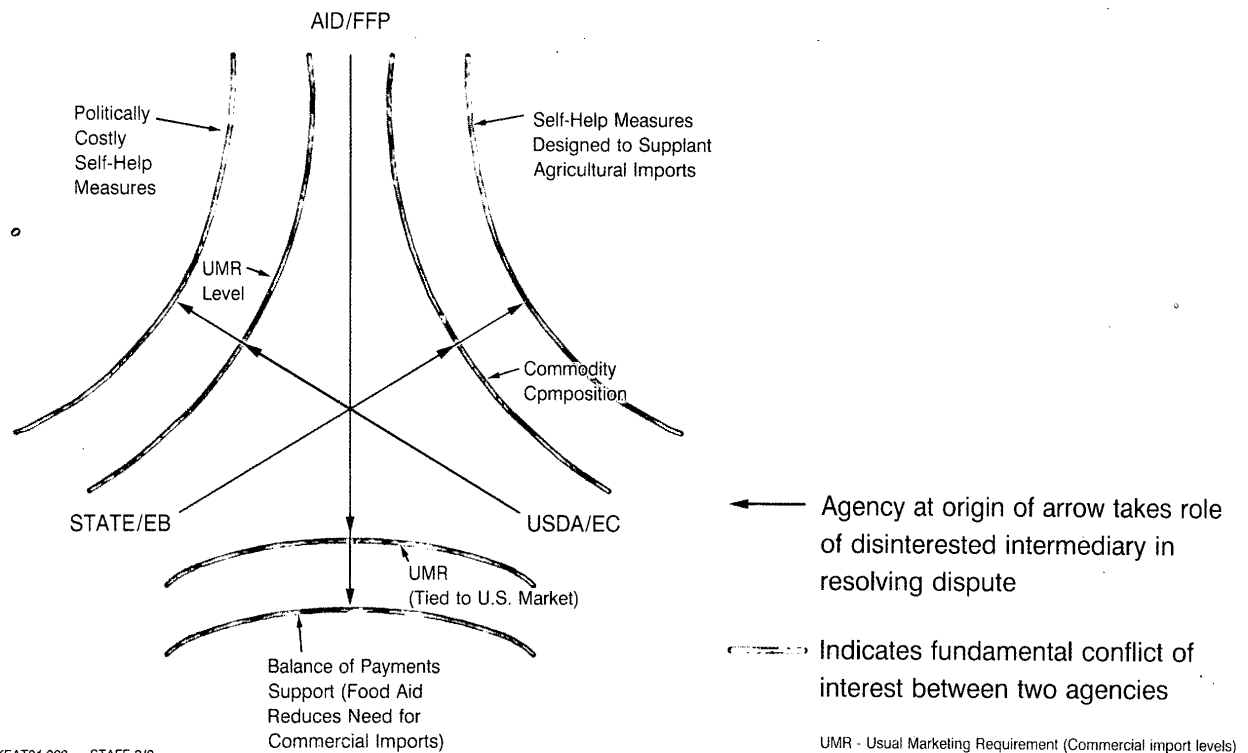 AID/FFP
Politically
Costly
Self-Help
Measures
Self-Help Measures
Designed to Supplant
Agricultural Imports
UMR
Level
Commodity
Cpmposition
STATE/EB
USDA/EC
UMR
(Tied to U.S. Market)
Balance of Payments
Support (Food Aid
Reduces Need for
Commercial Imports)
Agency at origin of arrow takes role
of disinterested intermediary in
resolving dispute
Indicates fundamental conflict of
interest between two agencies
UMR - Usual Marketing Requirement (Commercial import levels)